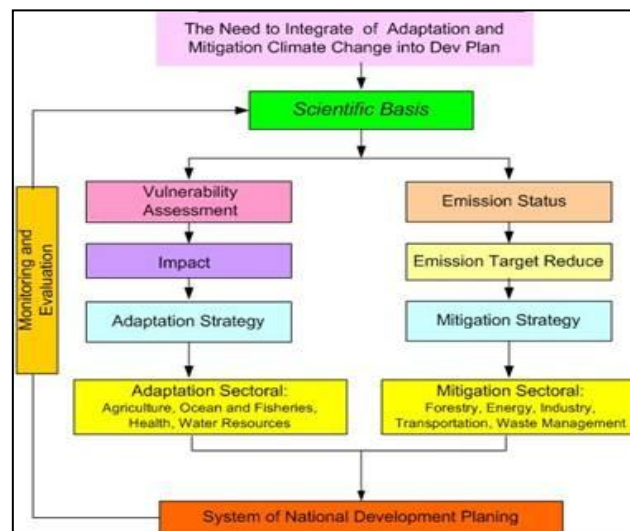 The Need to Integrate of Adaptation and
Mitigation Climate Change into Dev Plan
Scientific Basis
Vulnerability
Assessment
Emission Status
Impact
Emission Target Reduce
Adaptation Strategy
Mitigation Strategy
Adaptation Sectoral:
Agriculture, Ocean and Fisheries,
Health, Water Resources
Mitigation Sectoral:
Forestry, Energy, Industry,
Transportation, Waste Management
Monitoring and
Evaluation
System of National Development Planing